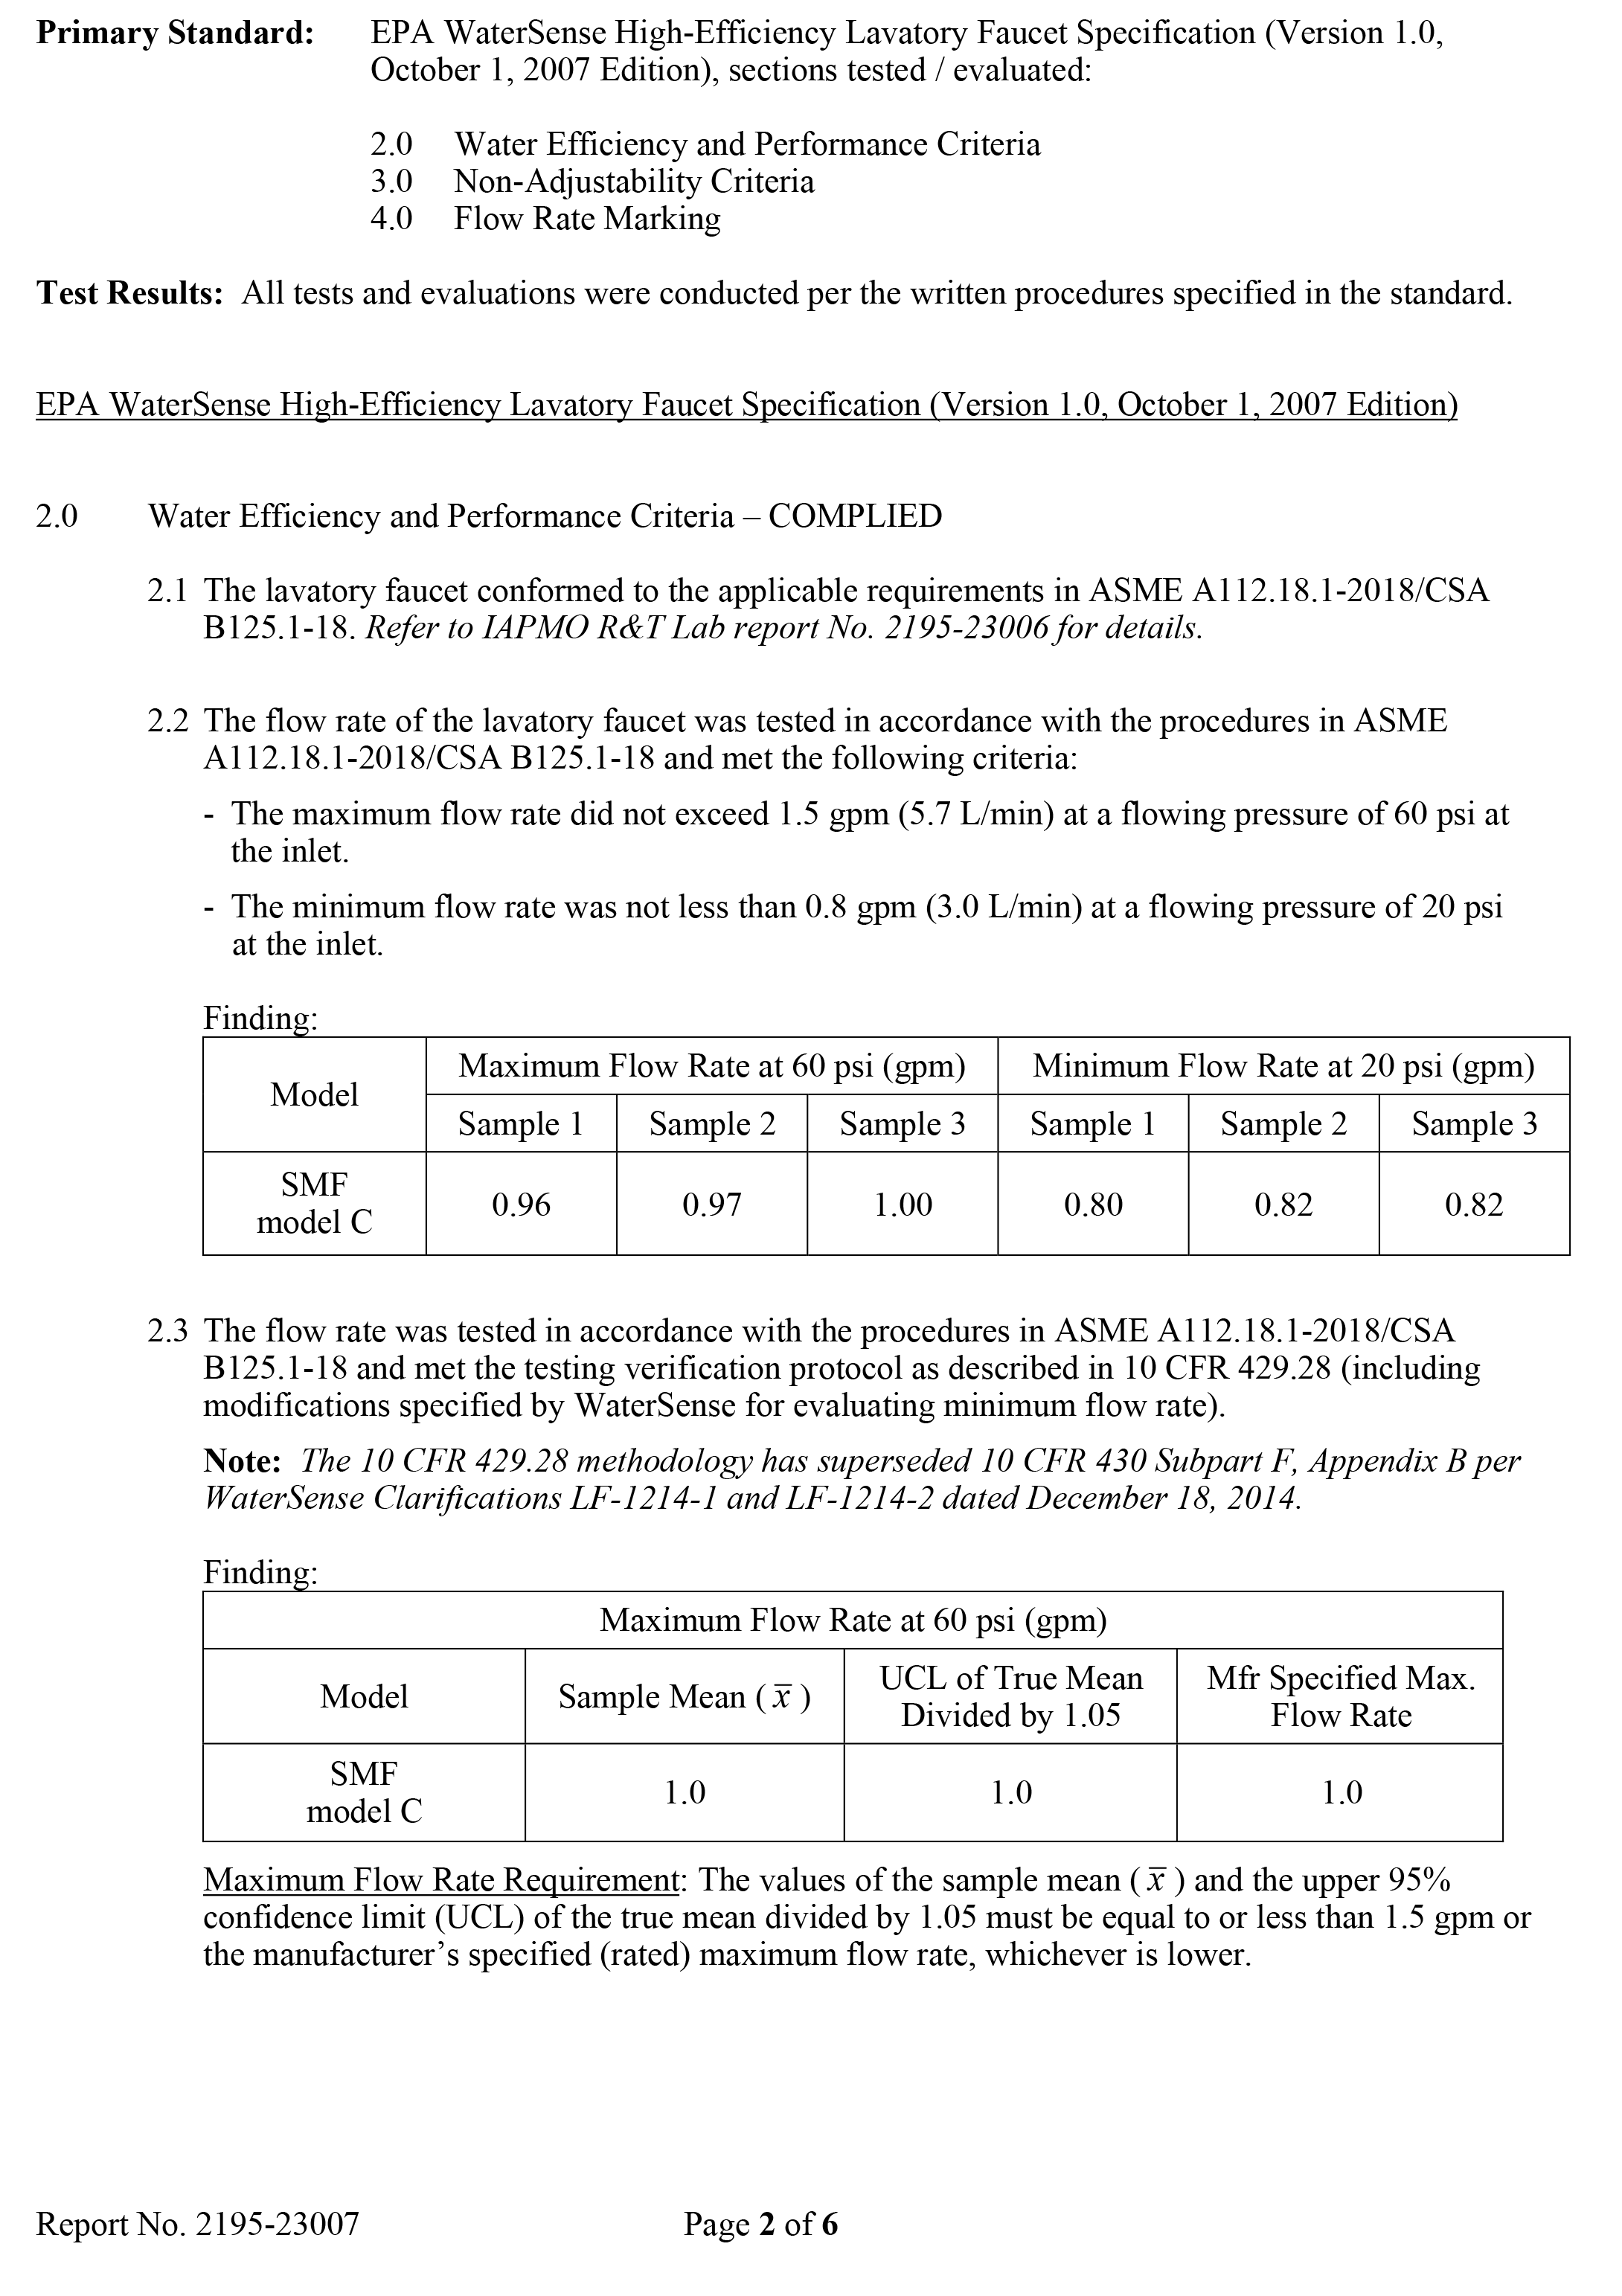 Primary Standard: EPA WaterSense High-Efficiency Lavatory Faucet Specification (Version 1.0,
October 1, 2007 Edition), sections tested / evaluated:
2.0 Water Efficiency and Performance Criteria
3.0 Non-Adjustability Criteria
4.0 Flow Rate Marking
Test Results: All tests and evaluations were conducted per the written procedures specified in the standard.
EPA WaterSense High-Efficiency Lavatory Faucet Specification (Version 1.0, October 1, 2007 Edition)
2.0 Water Efficiency and Performance Criteria – COMPLIED
2.1 The lavatory faucet conformed to the applicable requirements in ASME A112.18.1-2018/CSA
B125.1-18. Refer to IAPMO R&T Lab report No. 2195-23006 for details.
2.2 The flow rate of the lavatory faucet was tested in accordance with the procedures in ASME
A112.18.1-2018/CSA B125.1-18 and met the following criteria:
- The maximum flow rate did not exceed 1.5 gpm (5.7 L/min) at a flowing pressure of 60 psi at
the inlet.
- The minimum flow rate was not less than 0.8 gpm (3.0 L/min) at a flowing pressure of 20 psi
at the inlet.
Finding:
Model Maximum Flow Rate at 60 psi (gpm) Minimum Flow Rate at 20 psi (gpm)
Sample 1 Sample 2 Sample 3 Sample 1 Sample 2 Sample 3
SMF
model C 0.96 0.97 1.00 0.80 0.82 0.82
2.3 The flow rate was tested in accordance with the procedures in ASME A112.18.1-2018/CSA
B125.1-18 and met the testing verification protocol as described in 10 CFR 429.28 (including
modifications specified by WaterSense for evaluating minimum flow rate).
Note: The 10 CFR 429.28 methodology has superseded 10 CFR 430 Subpart F, Appendix B per
WaterSense Clarifications LF-1214-1 and LF-1214-2 dated December 18, 2014.
Finding:
Maximum Flow Rate at 60 psi (gpm)
Model Sample Mean ( x̅ ) UCL of True Mean
Divided by 1.05 Mfr Specified Max.
Flow Rate
SMF
model C 1.0 1.0 1.0
Maximum Flow Rate Requirement: The values of the sample mean ( x̅ ) and the upper 95%
confidence limit (UCL) of the true mean divided by 1.05 must be equal to or less than 1.5 gpm or
the manufacturer’s specified (rated) maximum flow rate, whichever is lower.
Report No. 2195-23007 Page 2 of 6